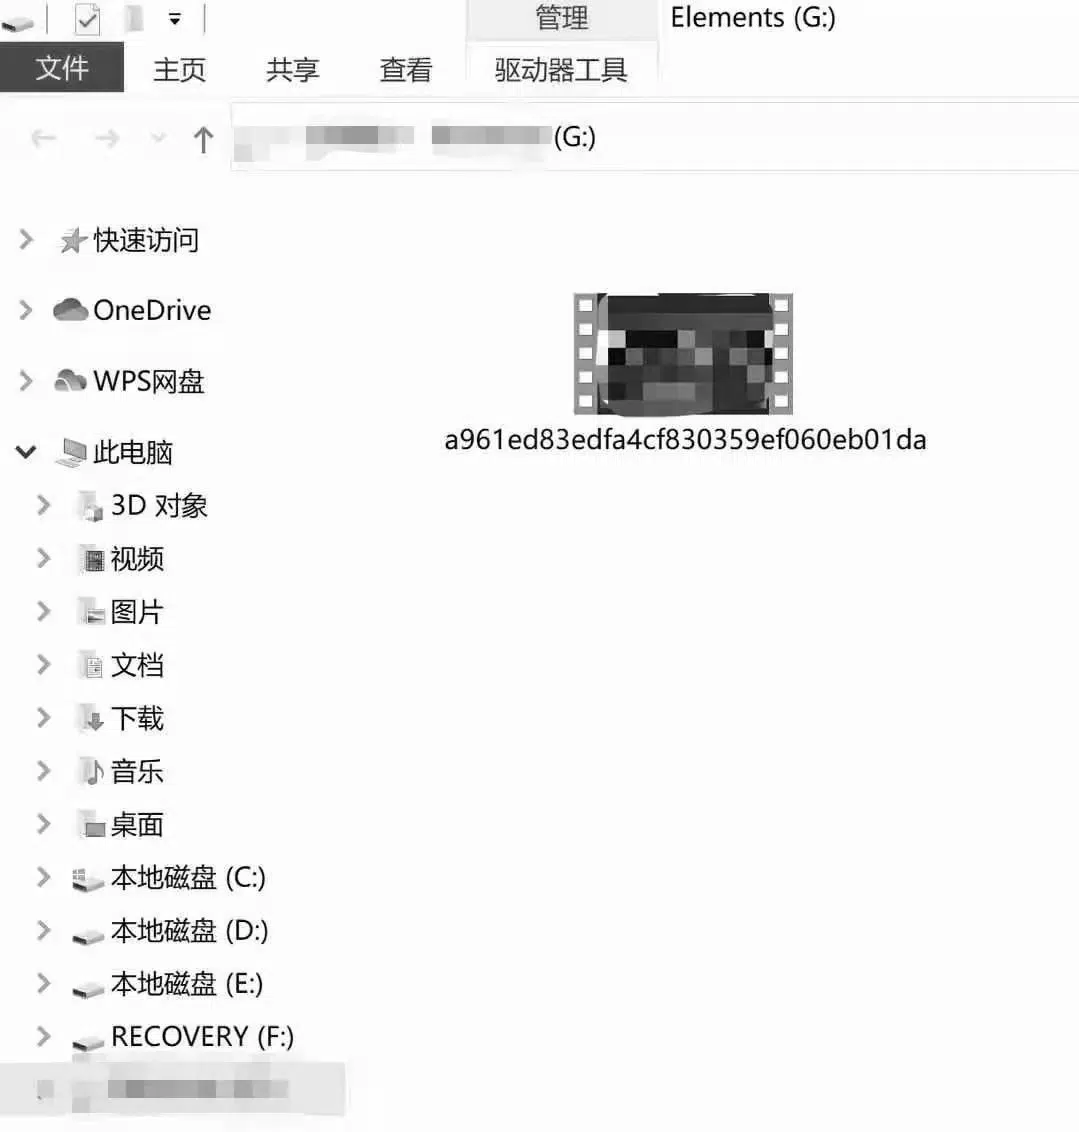 管理
Elements (G:)
文件
主页
共享
查看
驱动器工具
(G:)
快速访问
OneDrive
WPS网盘
此电脑
3D 对象
视频
图片
文档
下载
音乐
桌面
本地磁盘 (C:)
本地磁盘 (D:)
本地磁盘 (E:)
RECOVERY (F:)
a961ed83edfa4cf830359ef060eb01da